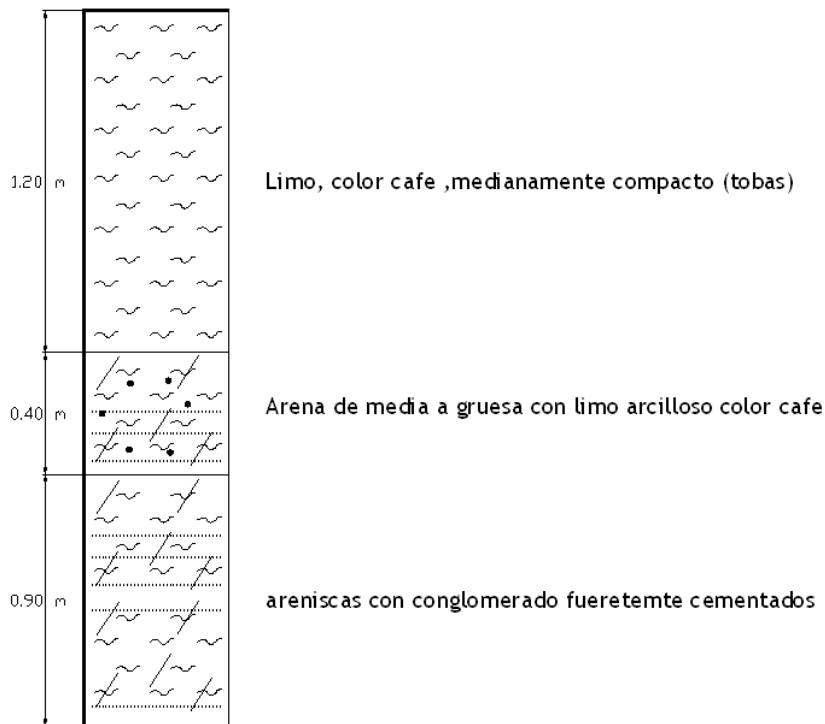 1.20 m
Limo, color cafe ,medianamente compacto (tobas)
0.40 m
Arena de media a gruesa con limo arcilloso color cafe
0.90 m
areniscas con conglomerado fueretemte cementados